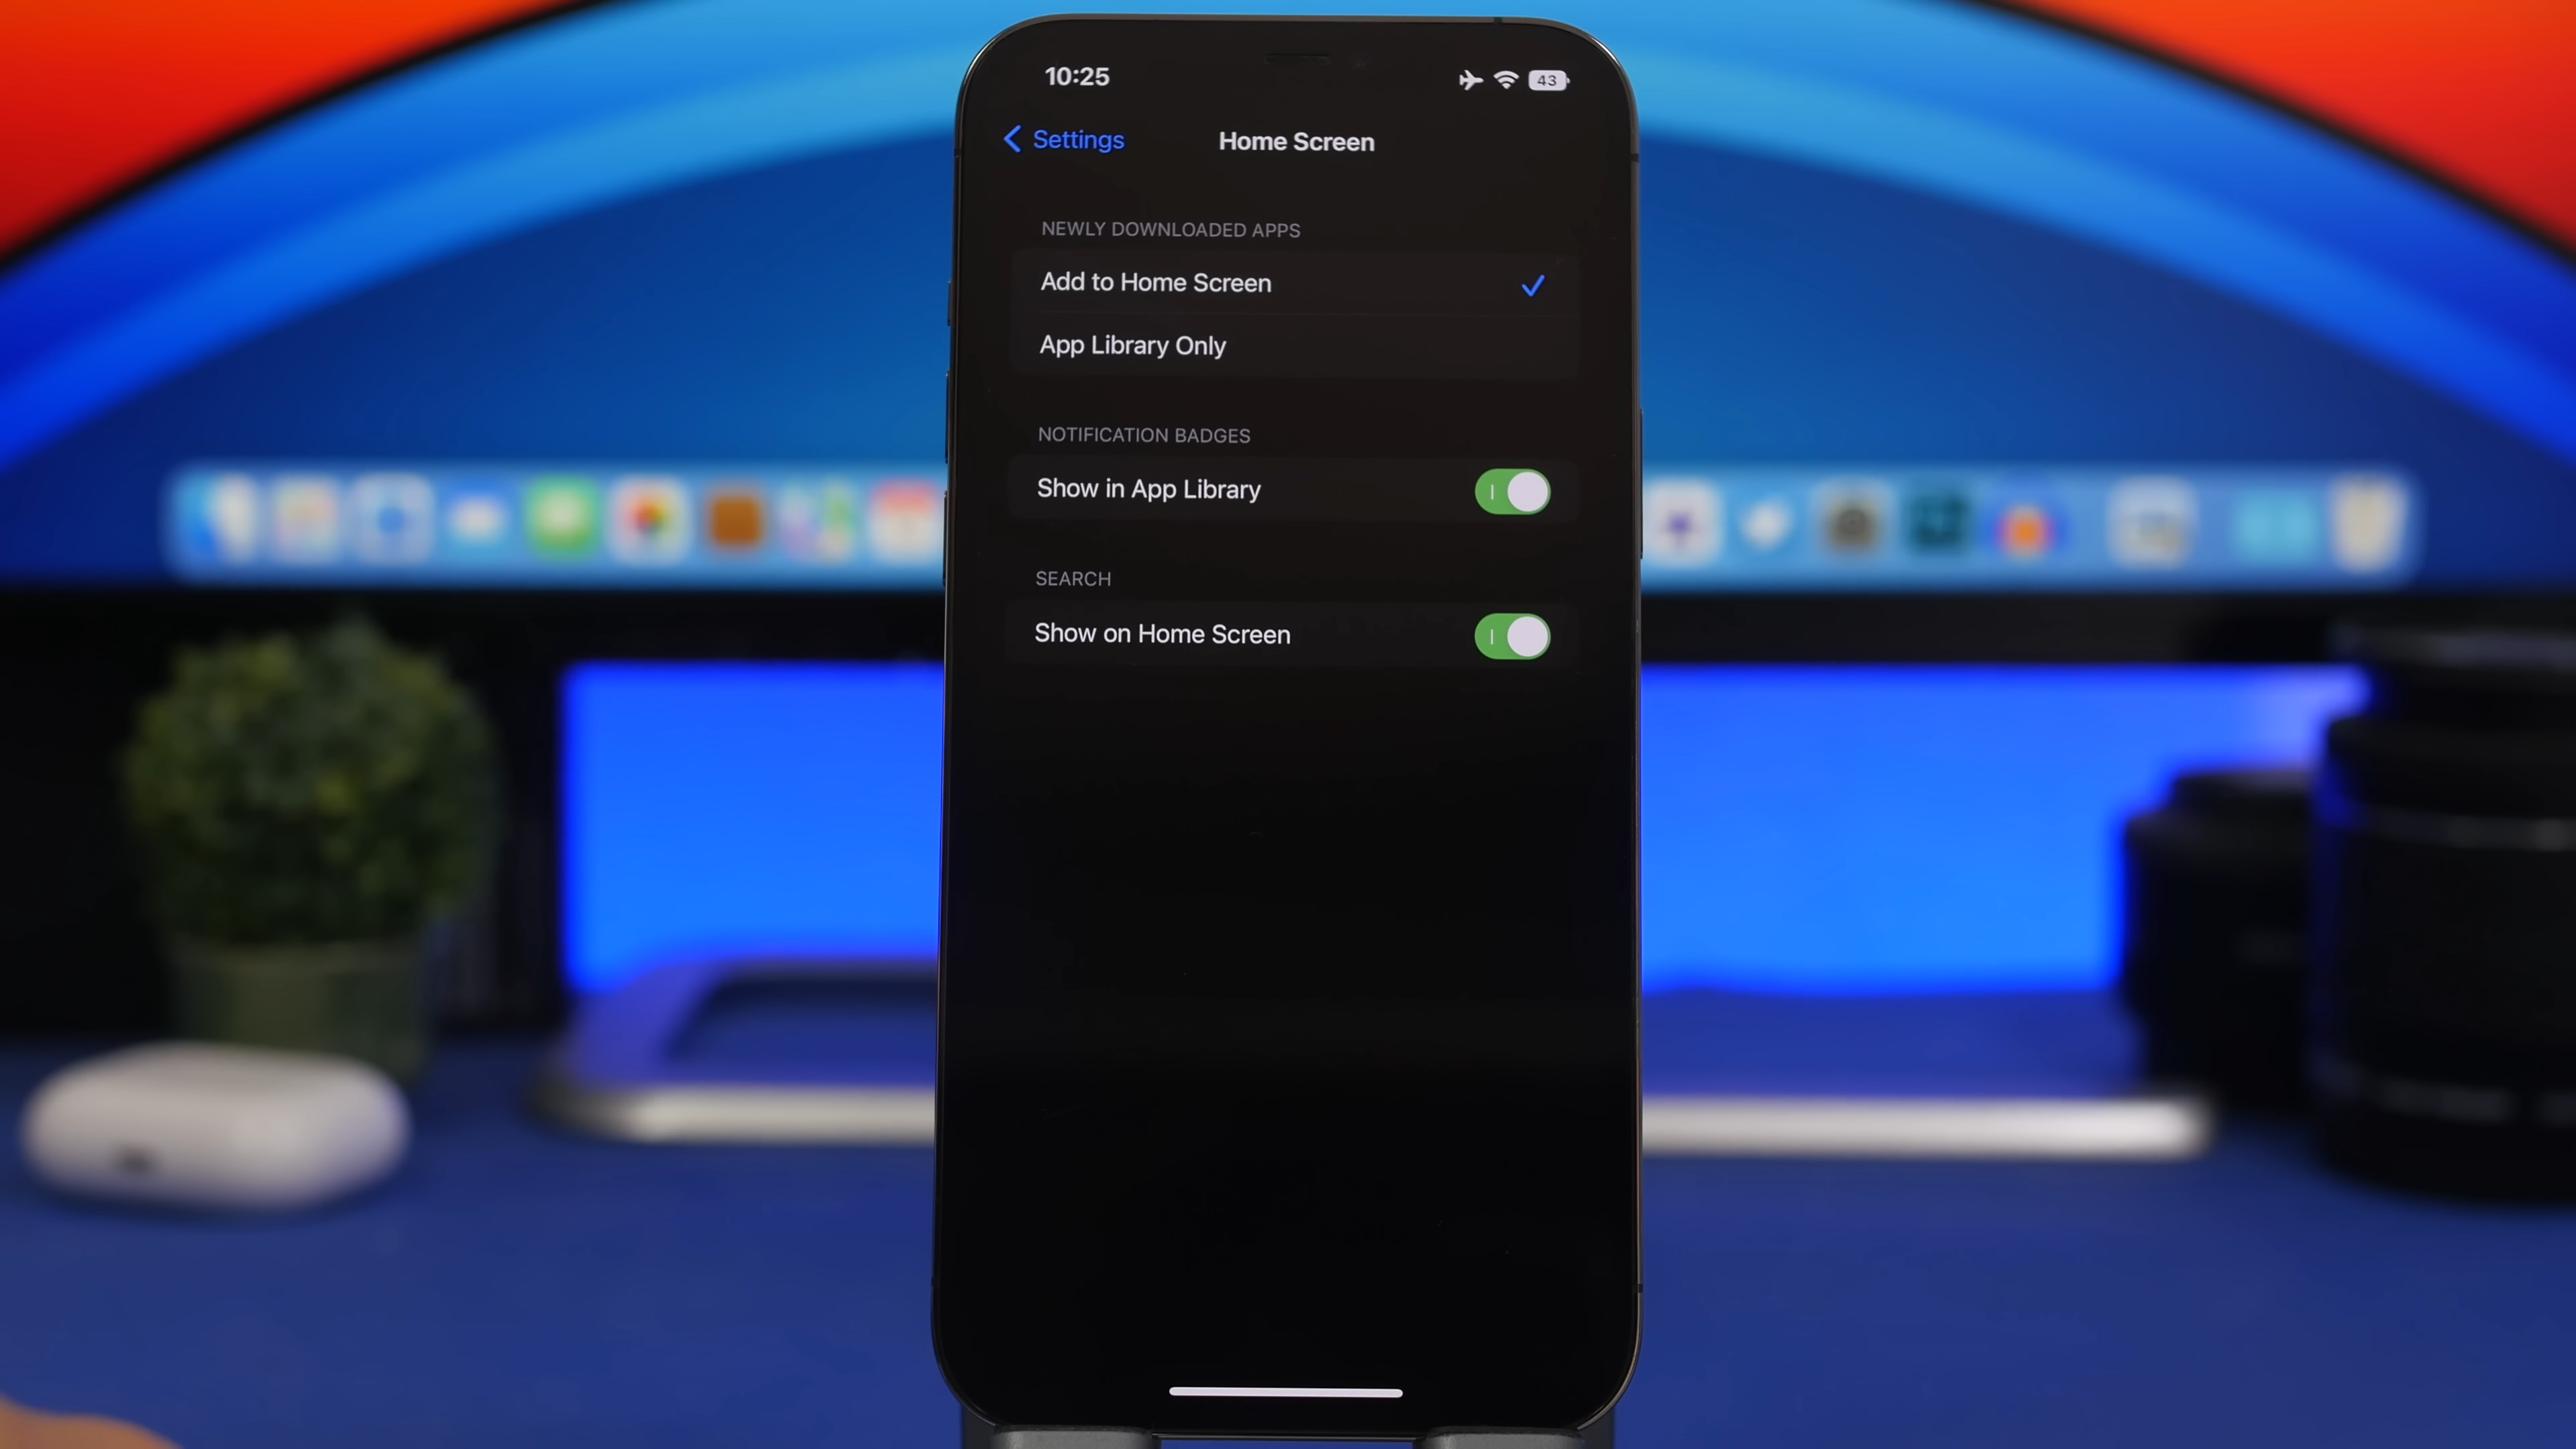 10:25
43
Settings
Home Screen
NEWLY DOWNLOADED APPS
Add to Home Screen
App Library Only
NOTIFICATION BADGES
Show in App Library
SEARCH
Show on Home Screen